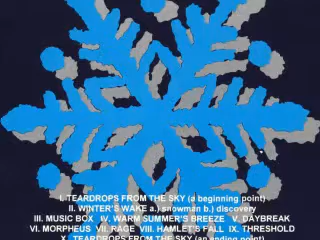 I. TEARDROPS FROM THE SKY (a beginning point)
II. WINTER'S WAKE a.) snowman b.) discovery
III. MUSIC BOX IV. WARM SUMMER'S BREEZE V. DAYBREAK
VI. MORPHEUS VII. RAGE VIII. HAMLET'S FALL IX. THRESHOLD
X. TEARDROPS FROM THE SKY (an ending point)